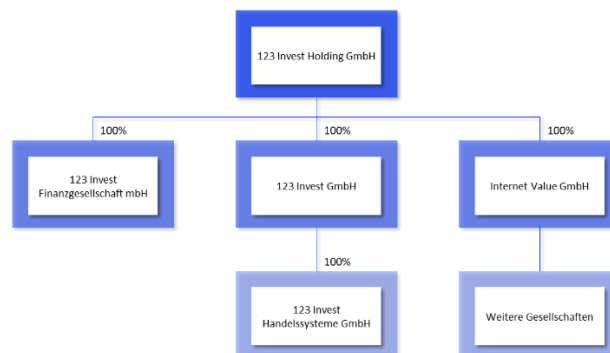 123 Invest Holding GmbH
100%
100%
100%
123 Invest
Finanzgesellschaft mbH
123 Invest GmbH
Internet Value GmbH
100%
123 Invest
Handelssysteme GmbH
Weitere Gesellschaften